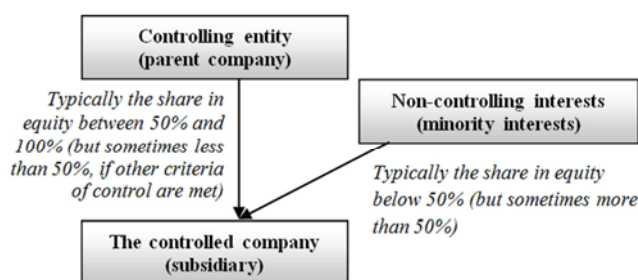 Controlling entity
(parent company)
Typically the share in
equity between 50% and
100% (but sometimes less
than 50%, if other criteria
of control are met)
Non-controlling interests
(minority interests)
Typically the share in equity
below 50% (but sometimes more
than 50%)
The controlled company
(subsidiary)